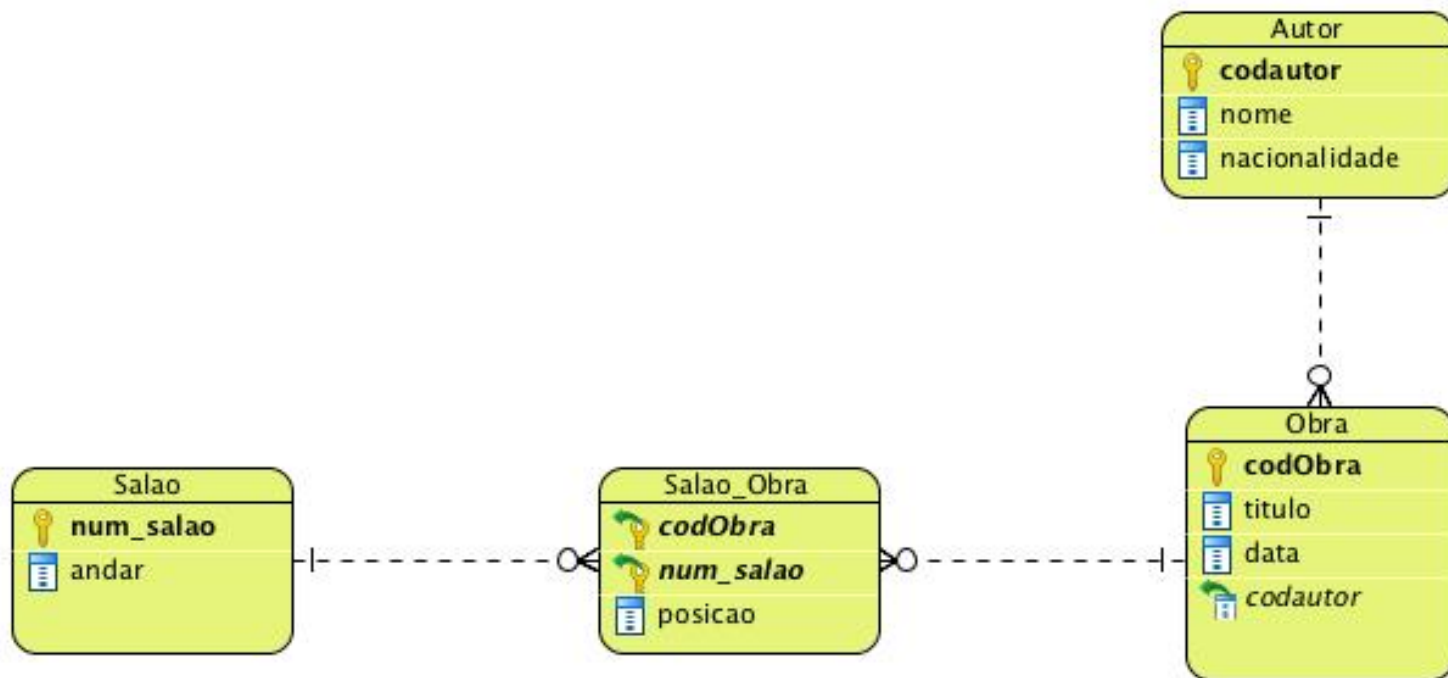 Autor
codautor
nome
nacionalidade
Salao
num_salao
andar
Salao_Obra
codObra
num_salao
posicao
Obra
codObra
titulo
data
codautor